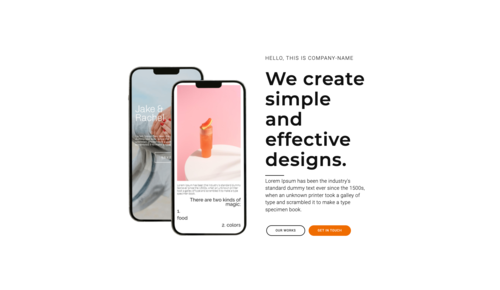 HELLO, THIS IS COMPANY-NAME
We create
simple
and
effective
designs.
Lorem Ipsum has been the industry's
standard dummy text ever since the 1500s,
when an unknown printer took a galley of
type and scrambled it to make a type
specimen book.
OUR WORKS
GET IN TOUCH
Jake &
Rachel
There are two kinds of
magic:
1.
food
2. colors